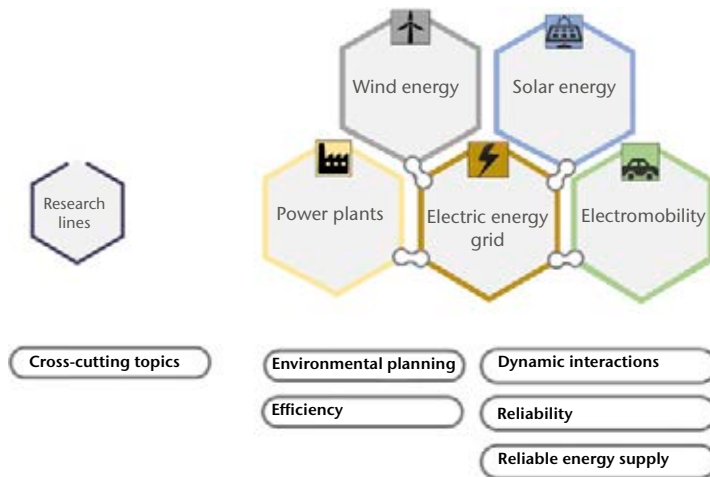 Wind energy
Solar energy
Research
lines
Power plants
Electric energy
grid
Electromobility
Cross-cutting topics
Environmental planning
Dynamic interactions
Efficiency
Reliability
Reliable energy supply